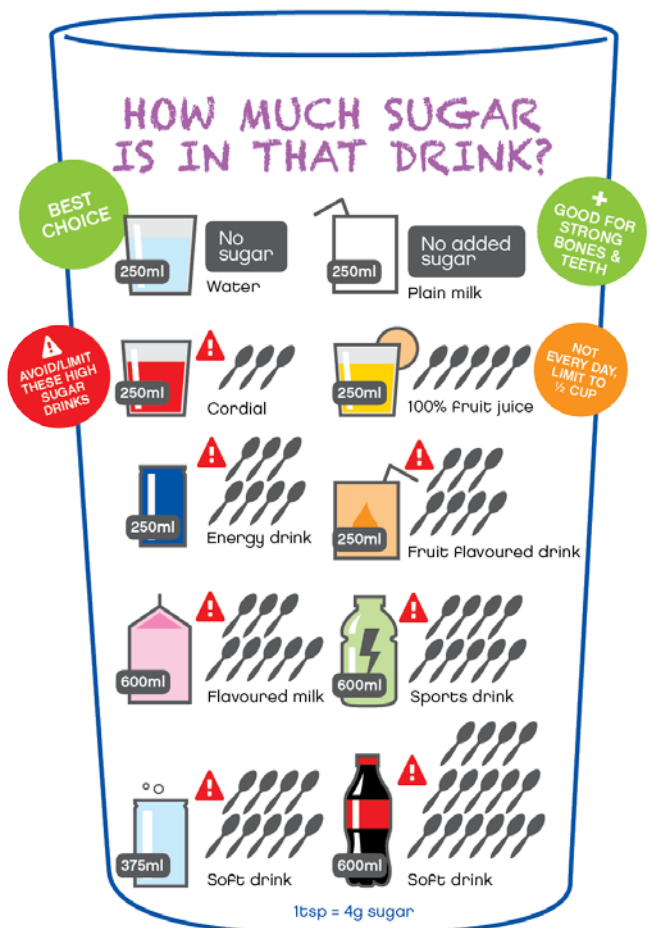 HOW MUCH SUGAR
IS IN THAT DRINK?
BEST
CHOICE
250ml
No
sugar
Water
250ml
No added
sugar
Plain milk
+
GOOD FOR
STRONG
BONES &
TEETH
!
AVOID/LIMIT
THESE HIGH
SUGAR
DRINKS
250ml
!
Cordial
250ml
100% fruit juice
NOT
EVERY DAY,
LIMIT TO
½ CUP
250ml
!
Energy drink
250ml
!
Fruit flavoured drink
600ml
!
Flavoured milk
600ml
!
Sports drink
375ml
!
Soft drink
600ml
!
Soft drink
1tsp = 4g sugar